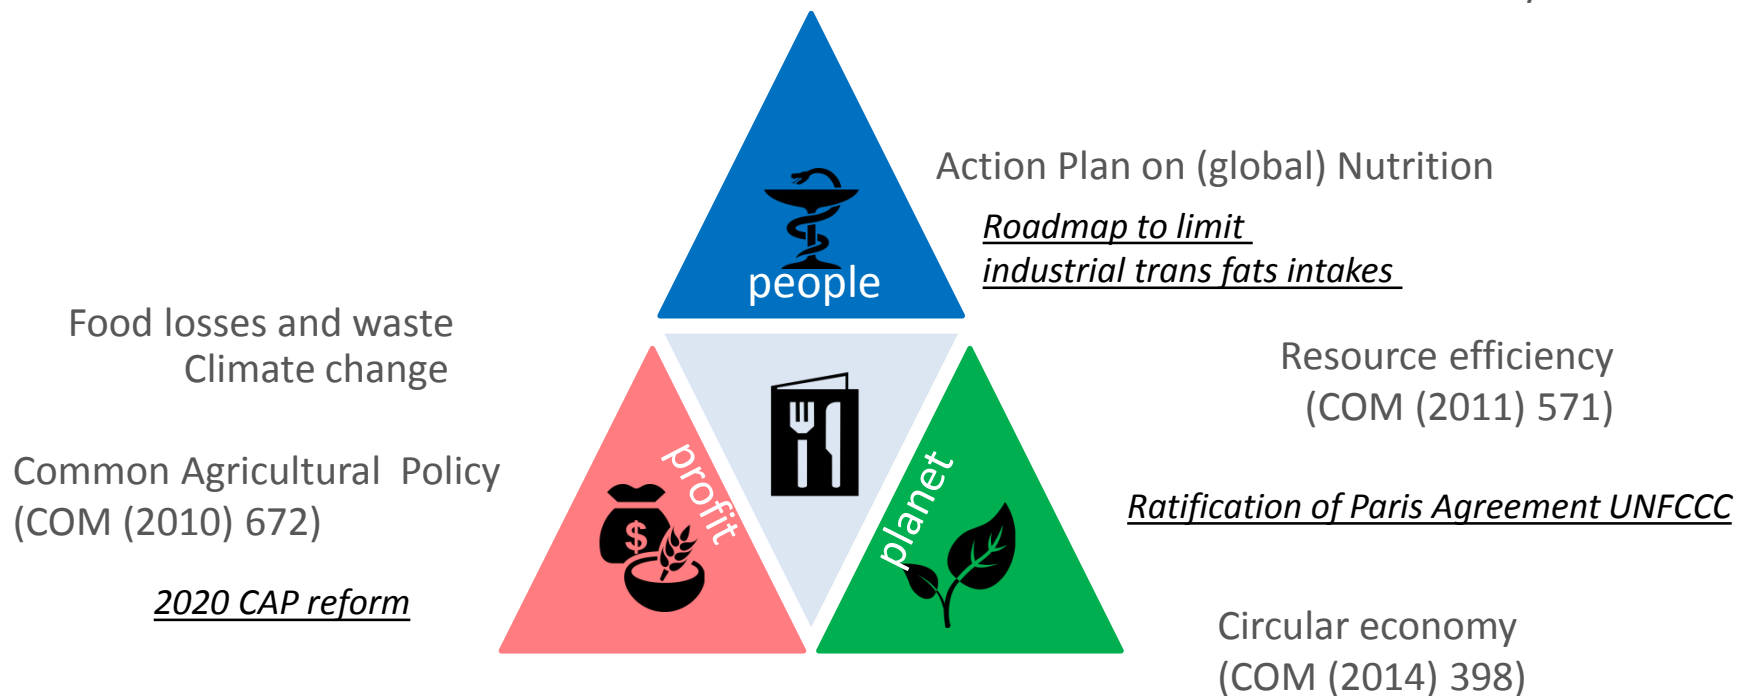 Action Plan on (global) Nutrition
Roadmap to limit
industrial trans fats intakes
people
Food losses and waste
Climate change
Resource efficiency
(COM (2011) 571)
Common Agricultural Policy
(COM (2010) 672)
profit
$
planet
Ratification of Paris Agreement UNFCCC
2020 CAP reform
Circular economy
(COM (2014) 398)